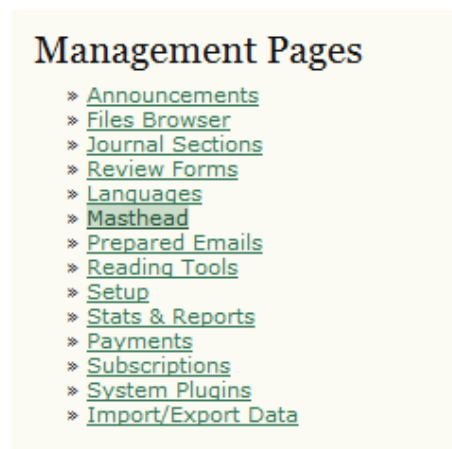 Management Pages
» Announcements
» Files Browser
» Journal Sections
» Review Forms
» Languages
» Masthead
» Prepared Emails
» Reading Tools
» Setup
» Stats & Reports
» Payments
» Subscriptions
» System Plugins
» Import/Export Data